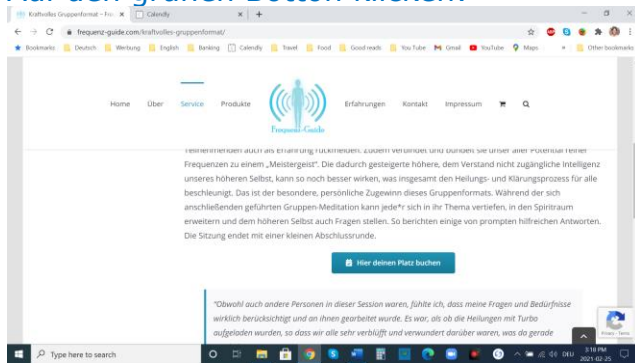 Auf den grünen Button klicken.
Kraftvolles Gruppenformat – Fre
Calendly
frequenz-guide.com/kraftvolles-gruppenformat/
Bookmarks Deutsch Werbung English Banking Calendly Travel Food Good reads You Tube Gmail YouTube Maps Other bookmarks
Home Über Service Produkte Erfahrungen Kontakt Impressum
Frequenz-Guide
Teilnehmenden auch als Erfahrung rückmelden. Zudem verbindet und bündelt sie unser aller Potential reiner
Frequenzen zu einem „Meistergeist". Die dadurch gesteigerte höhere, dem Verstand nicht zugängliche Intelligenz
unseres höheren Selbst, kann so noch besser wirken, was insgesamt den Heilungs- und Klärungsprozess für alle
beschleunigt. Das ist der besondere, persönliche Zugewinn dieses Gruppenformats. Während der sich
anschließenden geführten Gruppen-Meditation kann jede*r sich in ihr Thema vertiefen, in den Spiritraum
erweitern und dem höheren Selbst auch Fragen stellen. So berichten einige von prompten hilfreichen Antworten.
Die Sitzung endet mit einer kleinen Abschlussrunde.
Hier deinen Platz buchen
"Obwohl auch andere Personen in dieser Session waren, fühlte ich, dass meine Fragen und Bedürfnisse
wirklich berücksichtigt und an ihnen gearbeitet wurde. Es war, als ob die Heilungen mit Turbo
aufgeladen wurden, so dass wir alle sehr verblüfft und verwundert darüber waren, was da gerade
Privacy - Terms
Type here to search
DEU
3:18 PM
2021-02-25